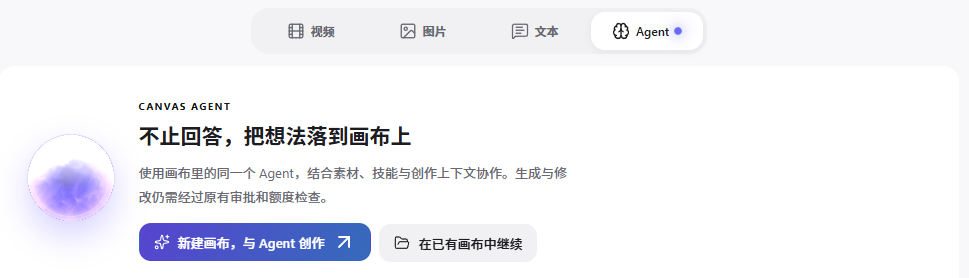 视频
图片
文本
Agent
CANVAS AGENT
不止回答，把想法落到画布上
使用画布里的同一个 Agent，结合素材、技能与创作上下文协作。生成与修
改仍需经过原有审批和额度检查。
新建画布，与 Agent 创作
在已有画布中继续